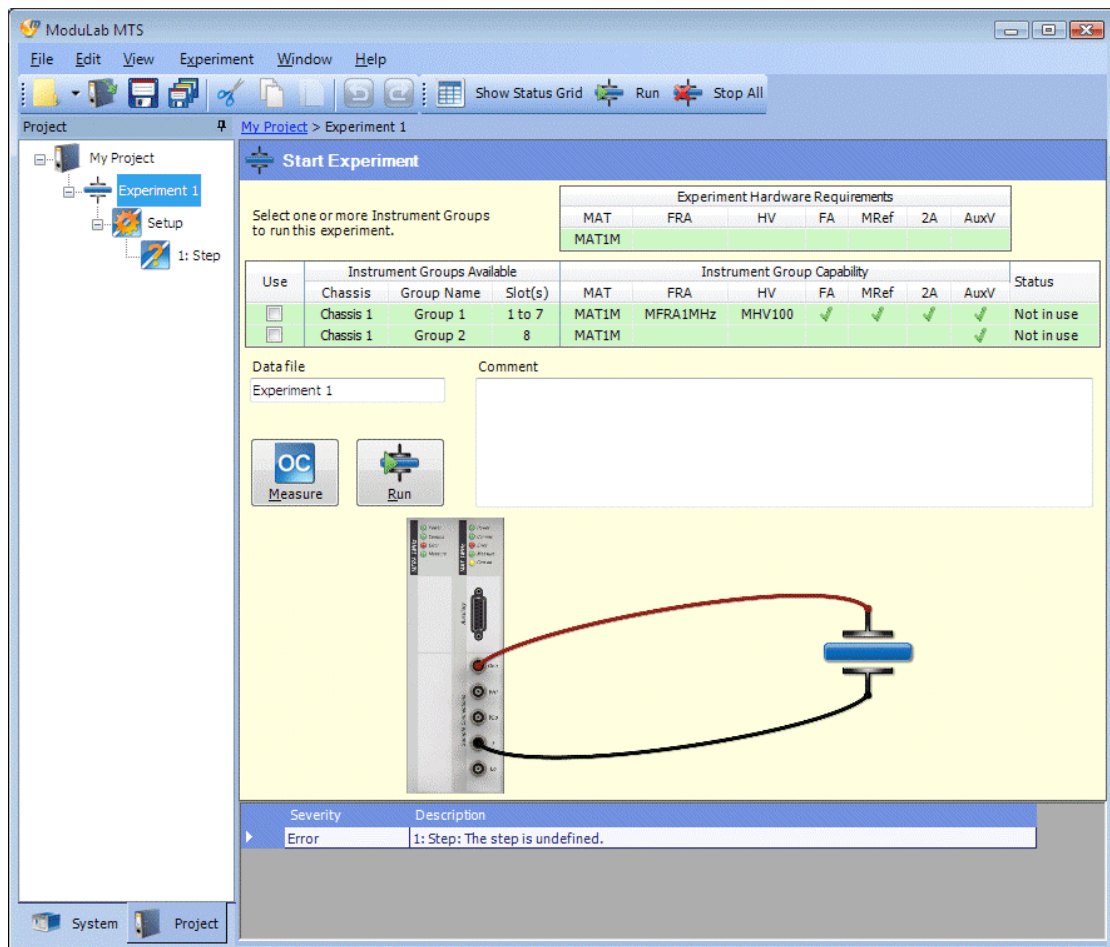 ModuLab MTS
File Edit View Experiment Window Help
Show Status Grid Run Stop All
Project
My Project > Experiment 1
My Project
Experiment 1
Setup
1: Step
Start Experiment
Select one or more Instrument Groups
to run this experiment.
Experiment Hardware Requirements
MAT FRA HV FA MRef 2A AuxV
MAT1M
Use Instrument Groups Available Instrument Group Capability Status
Chassis Group Name Slot(s) MAT FRA HV FA MRef 2A AuxV
Chassis 1 Group 1 1 to 7 MAT1M MFRA1MHz MHV100 Not in use
Chassis 1 Group 2 8 MAT1M Not in use
Data file
Comment
Experiment 1
OC
Measure
Run
Severity Description
Error 1: Step: The step is undefined.
System Project